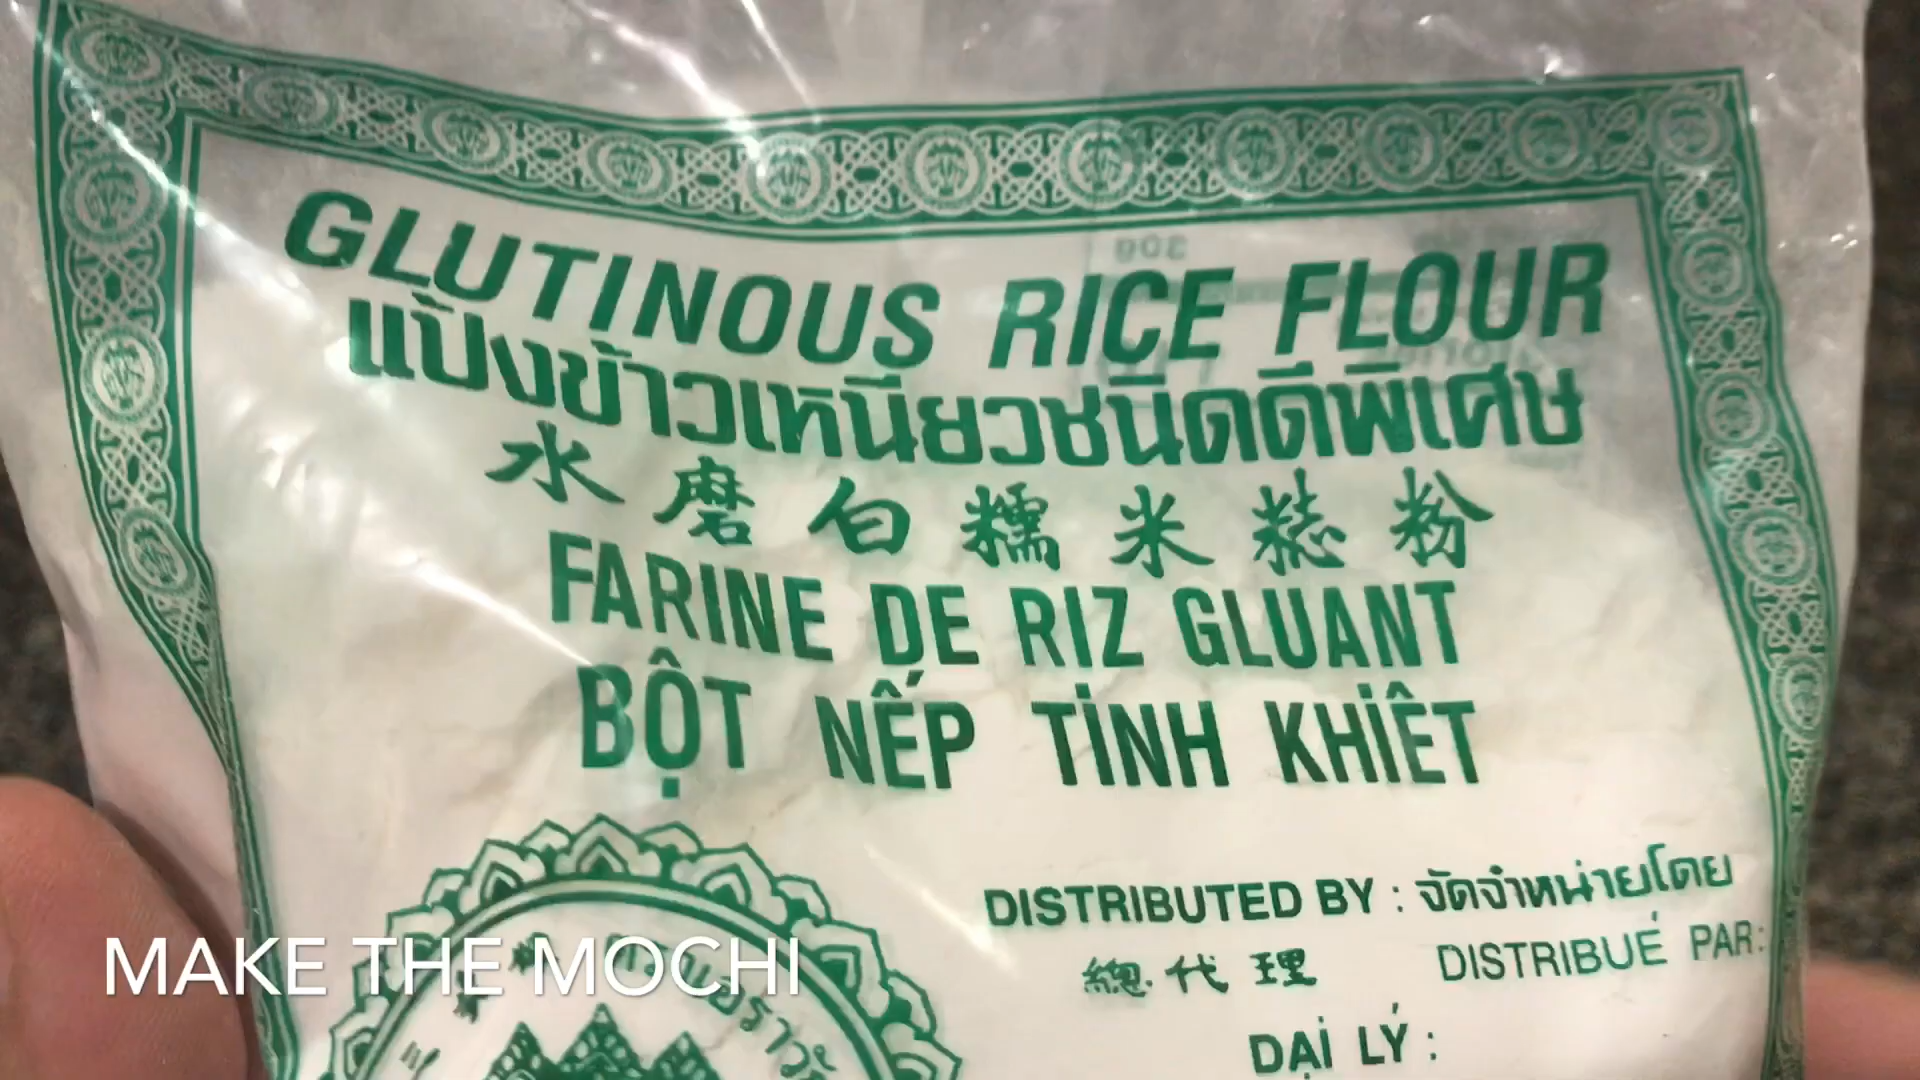 GLUTINOUS RICE FLOUR
แป้งข้าวเหนียวชนิดดีพิเศษ
水磨白糯米粉
FARINE DE RIZ GLUANT
BỘT NẾP TINH KHIẾT
DISTRIBUTED BY : จัดจำหน่ายโดย
總代理 DISTRIBUÉ PAR:
ĐẠI LÝ :
MAKE THE MOCHI